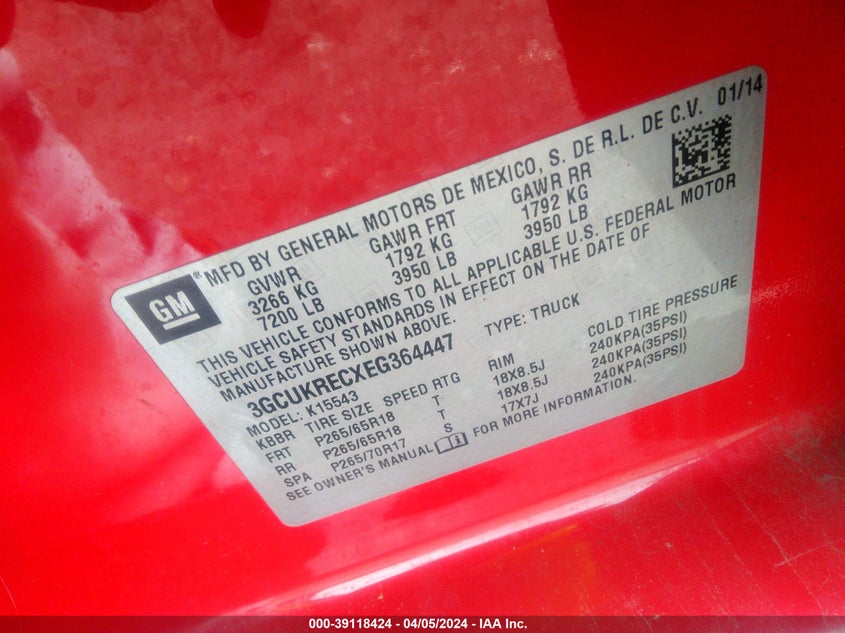 GM ® MFD BY GENERAL MOTORS DE MEXICO, S. DE R.L. DE C.V. 01/14
GVWR GAWR FRT GAWR RR
3266 KG 1792 KG 1792 KG
7200 LB 3950 LB 3950 LB
THIS VEHICLE CONFORMS TO ALL APPLICABLE U.S. FEDERAL MOTOR
VEHICLE SAFETY STANDARDS IN EFFECT ON THE DATE OF
MANUFACTURE SHOWN ABOVE.
3GCUKRECXEG364447 TYPE: TRUCK
MODEL: K15543
KBBR TIRE SIZE SPEED RTG RIM COLD TIRE PRESSURE
FRT P265/65R18 T 18X8.5J 240KPA(35PSI)
RR P265/65R18 T 18X8.5J 240KPA(35PSI)
SPA P265/70R17 S 17X7J 240KPA(35PSI)
SEE OWNER'S MANUAL FOR MORE INFORMATION.
000-39118424 - 04/05/2024 - IAA Inc.